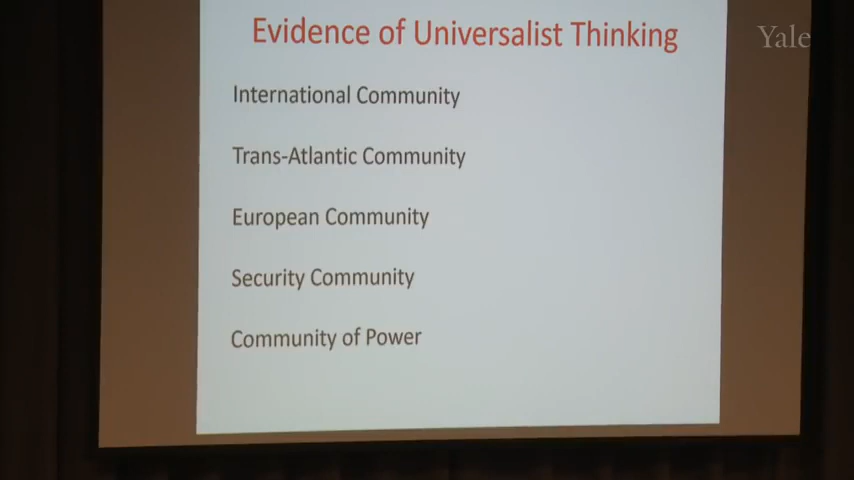 Evidence of Universalist Thinking
Yale
International Community
Trans-Atlantic Community
European Community
Security Community
Community of Power